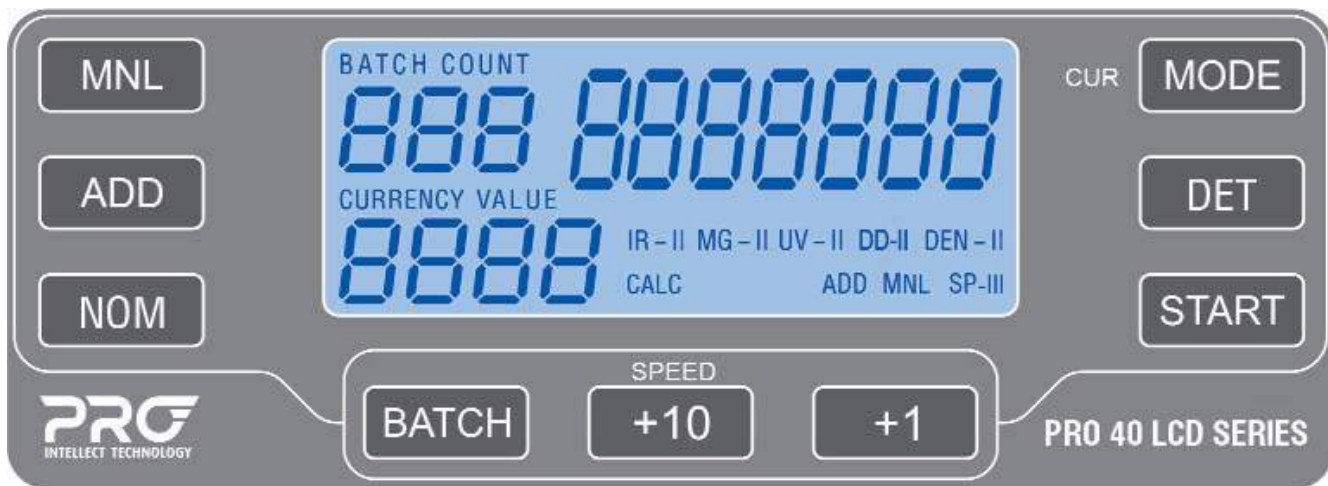 MNL
ADD
NOM
BATCH COUNT
888
8888888
CURRENCY VALUE
8888
IR – II MG – II UV – II DD-II DEN – II
CALC ADD MNL SP-III
CUR MODE
DET
START
SPEED
BATCH +10 +1
PRO
INTELLECT TECHNOLOGY
PRO 40 LCD SERIES